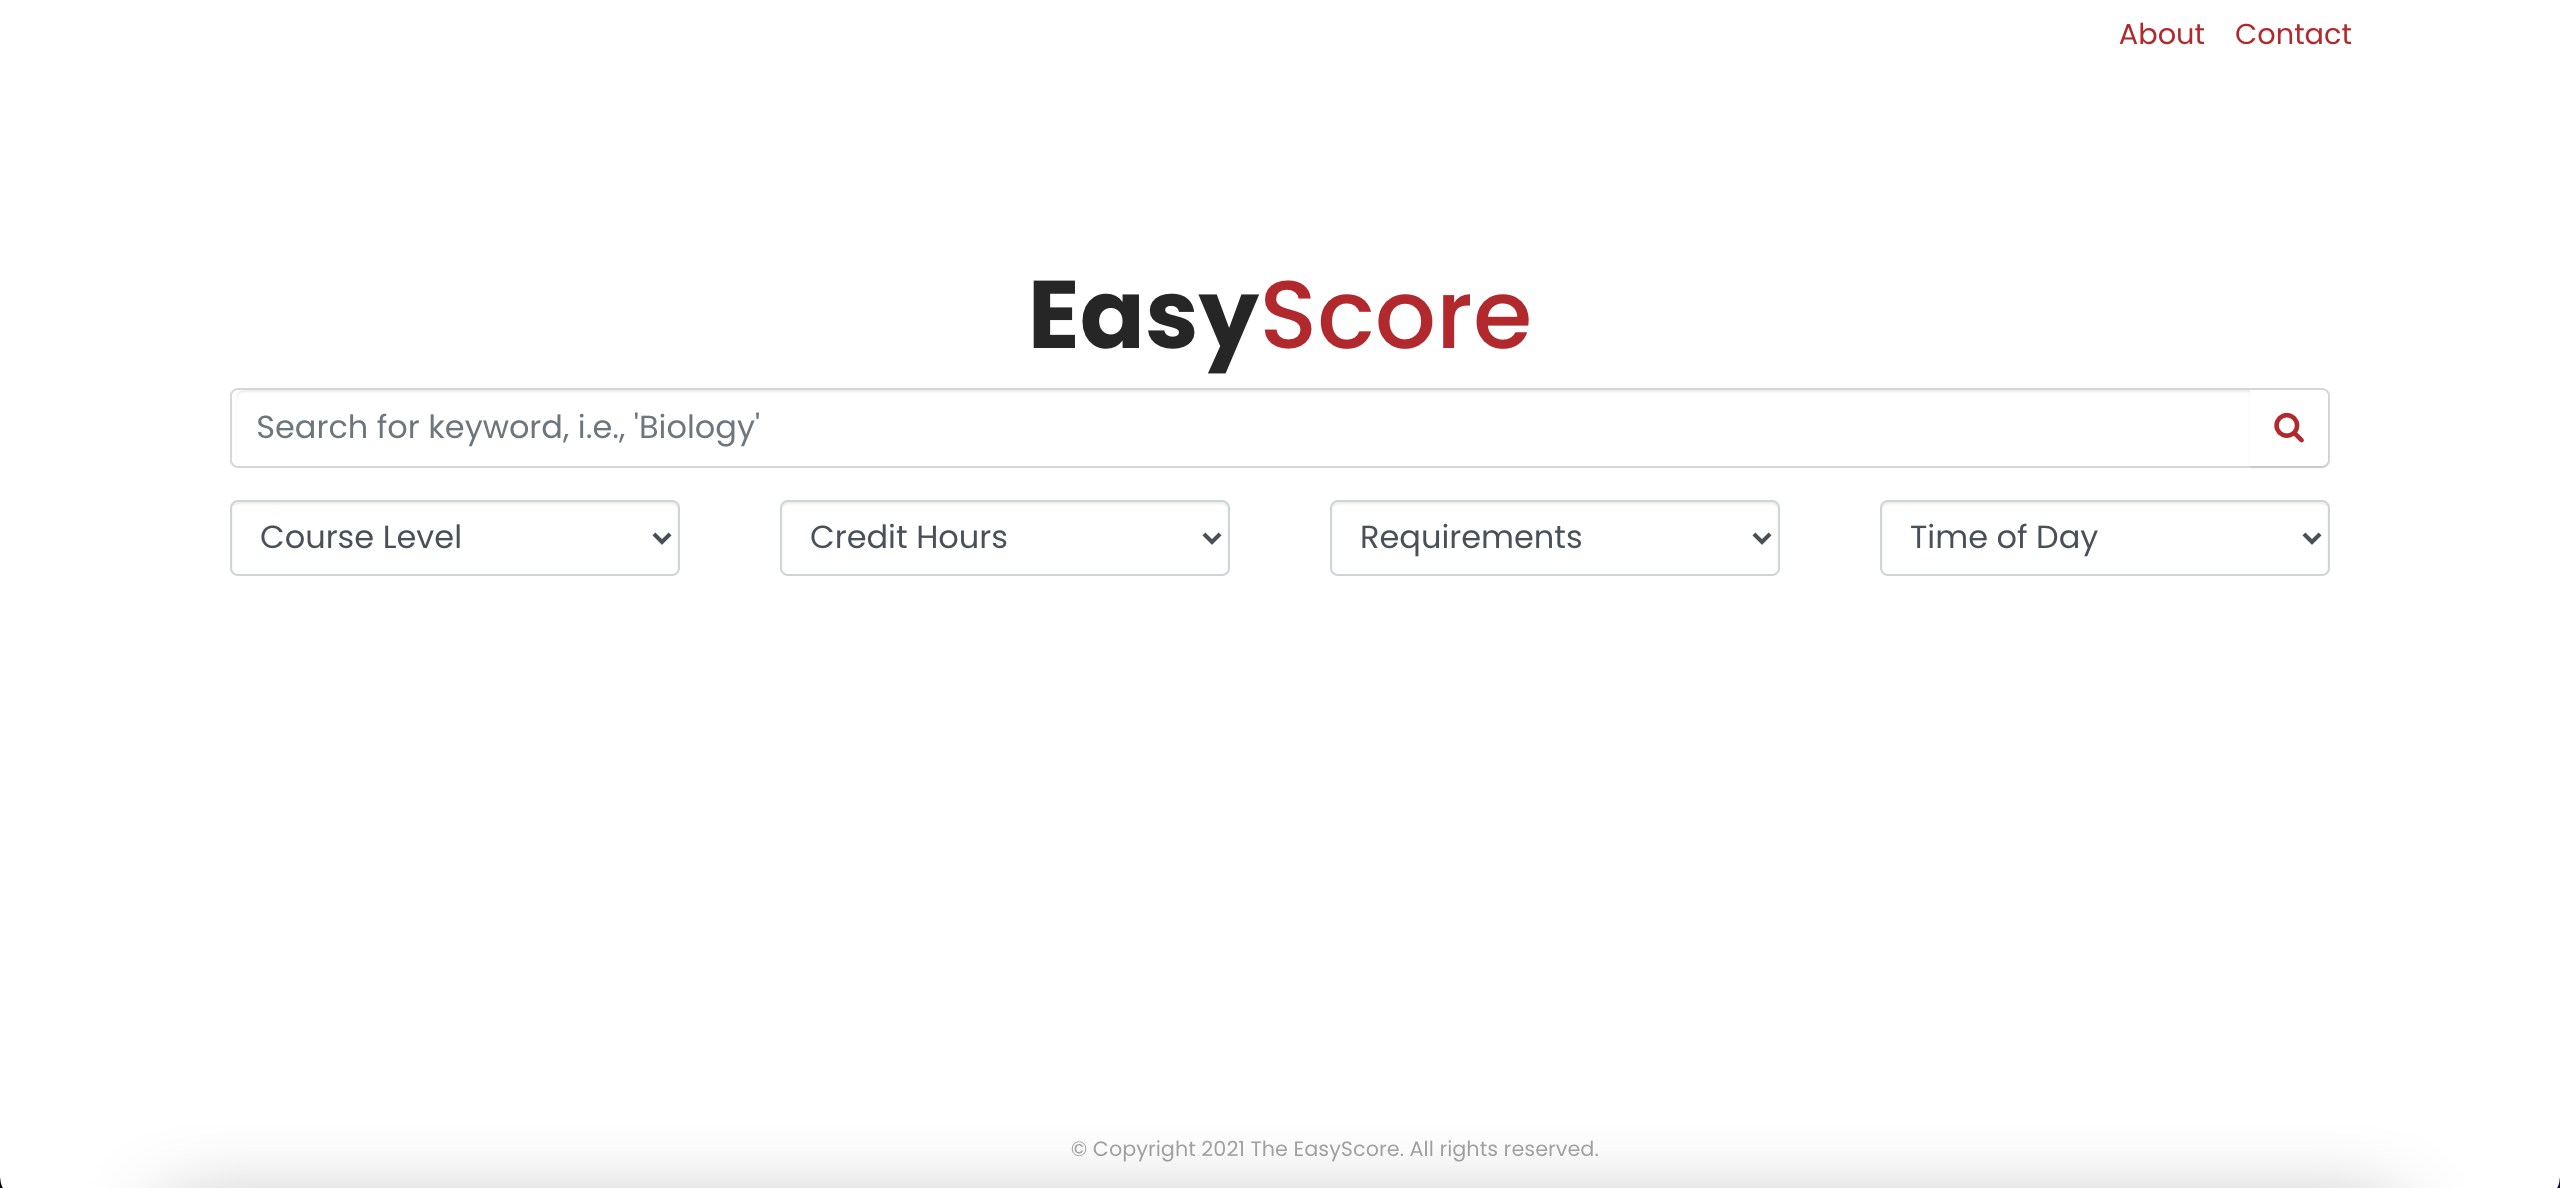 About Contact
EasyScore
Search for keyword, i.e., 'Biology'
Course Level Credit Hours Requirements Time of Day
© Copyright 2021 The EasyScore. All rights reserved.